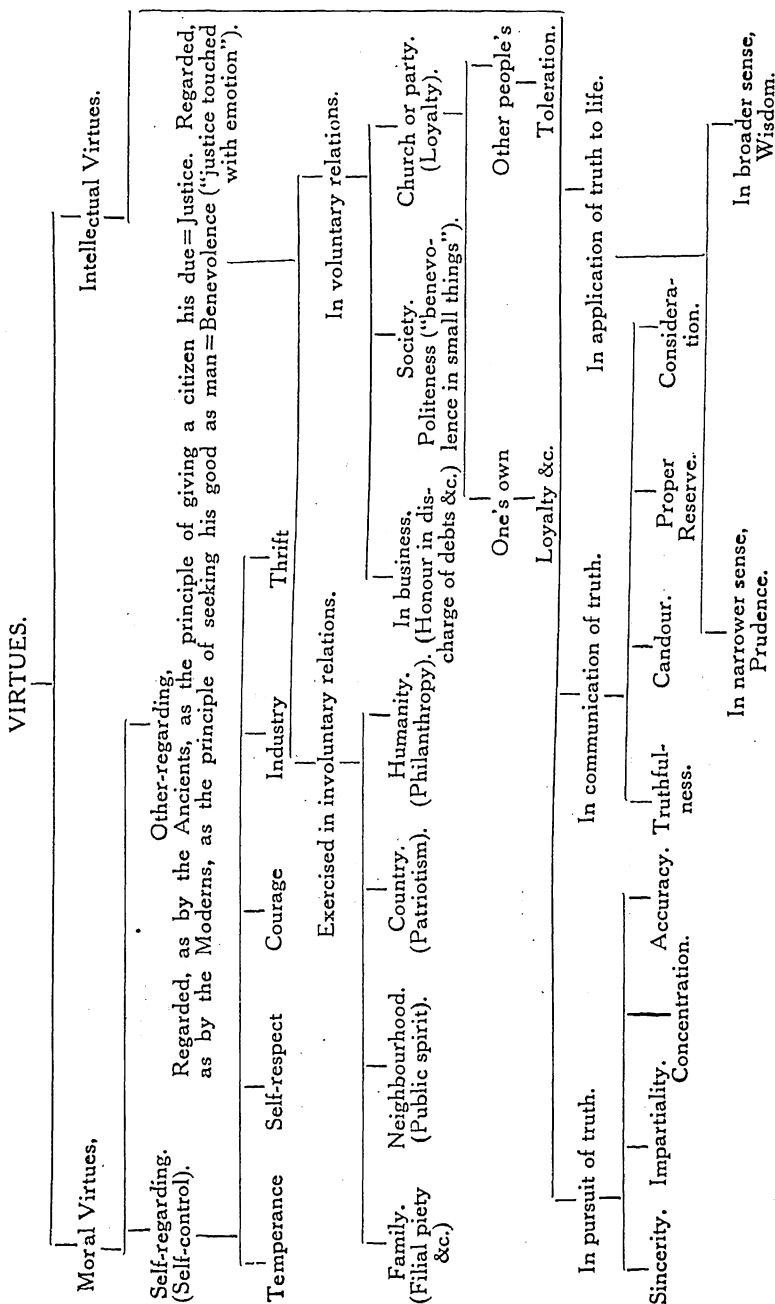 VIRTUES.
Moral Virtues,
Intellectual Virtues.
Self-regarding.
(Self-control).
Other-regarding,
Regarded, as by the Ancients, as the principle of giving a citizen his due=Justice. Regarded,
as by the Moderns, as the principle of seeking his good as man=Benevolence ("justice touched
with emotion").
Temperance
Self-respect
Courage
Industry
Thrift
Exercised in involuntary relations.
In voluntary relations.
Family.
(Filial piety
&c.)
Neighbourhood.
(Public spirit).
Country.
(Patriotism).
Humanity.
(Philanthropy).
In business.
(Honour in dis-
charge of debts &c.)
Society.
Politeness ("benevo-
lence in small things").
Church or party.
(Loyalty).
One's own
Loyalty &c.
Other people's
Toleration.
In pursuit of truth.
In communication of truth.
In application of truth to life.
Sincerity.
Impartiality.
Concentration.
Accuracy.
Truthful-
ness.
Candour.
Proper
Reserve.
Considera-
tion.
In narrower sense,
Prudence.
In broader sense,
Wisdom.